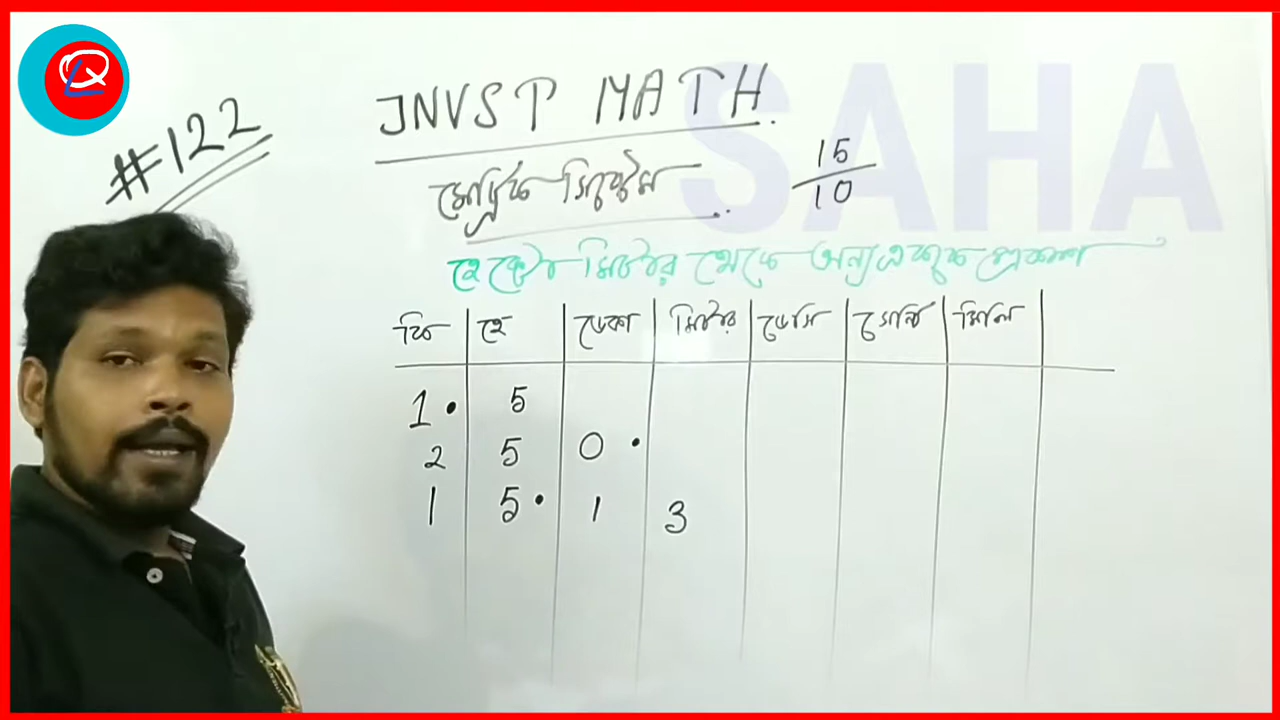 SAHA
#122
JNVST MATH.
15/10
মেট্রিক সিস্টেম
হেক্টো মিটার থেকে অন্য এককে প্রকাশ
কি হে ডেকা মিটার ডেসি সেন্টি মিলি
1. 5
2 5 0.
1 5. 1 3